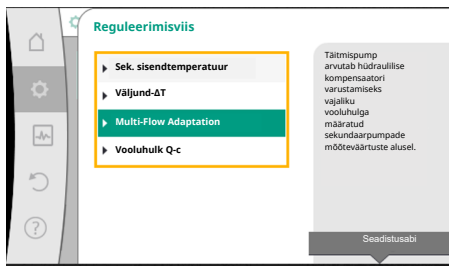 Reguleerimisviis
Sek. sisendtemperatuur
Väljund-ΔT
Multi-Flow Adaptation
Vooluhulk Q-c
Täitmispump
arvutab hüdraulilise
kompensaatori
varustamiseks
vajaliku
vooluhulga
määratud
sekundaarpumpade
mõõteväärtuste alusel.
Seadistusabi